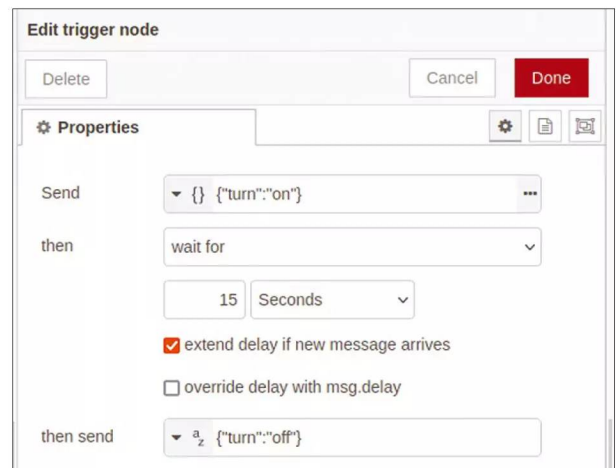 Edit trigger node
Delete Cancel Done
Properties
Send {} {"turn":"on"} •••
then wait for
15 Seconds
extend delay if new message arrives
override delay with msg.delay
then send az {"turn":"off"}